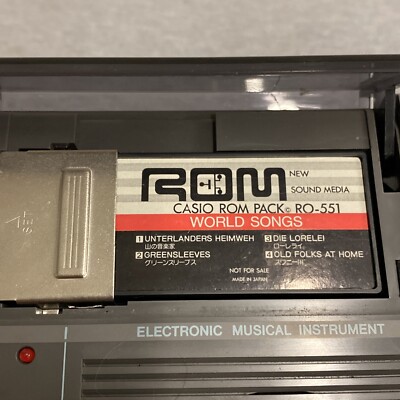 ROM
NEW
SOUND MEDIA
CASIO ROM PACK© RO-551
WORLD SONGS
1 UNTERLANDERS HEIMWEH
山の音楽家
2 GREENSLEEVES
グリーンスリーブス
3 DIE LORELEI
ローレライ
4 OLD FOLKS AT HOME
スワニー河
NOT FOR SALE
MADE IN JAPAN
SET
ELECTRONIC MUSICAL INSTRUMENT